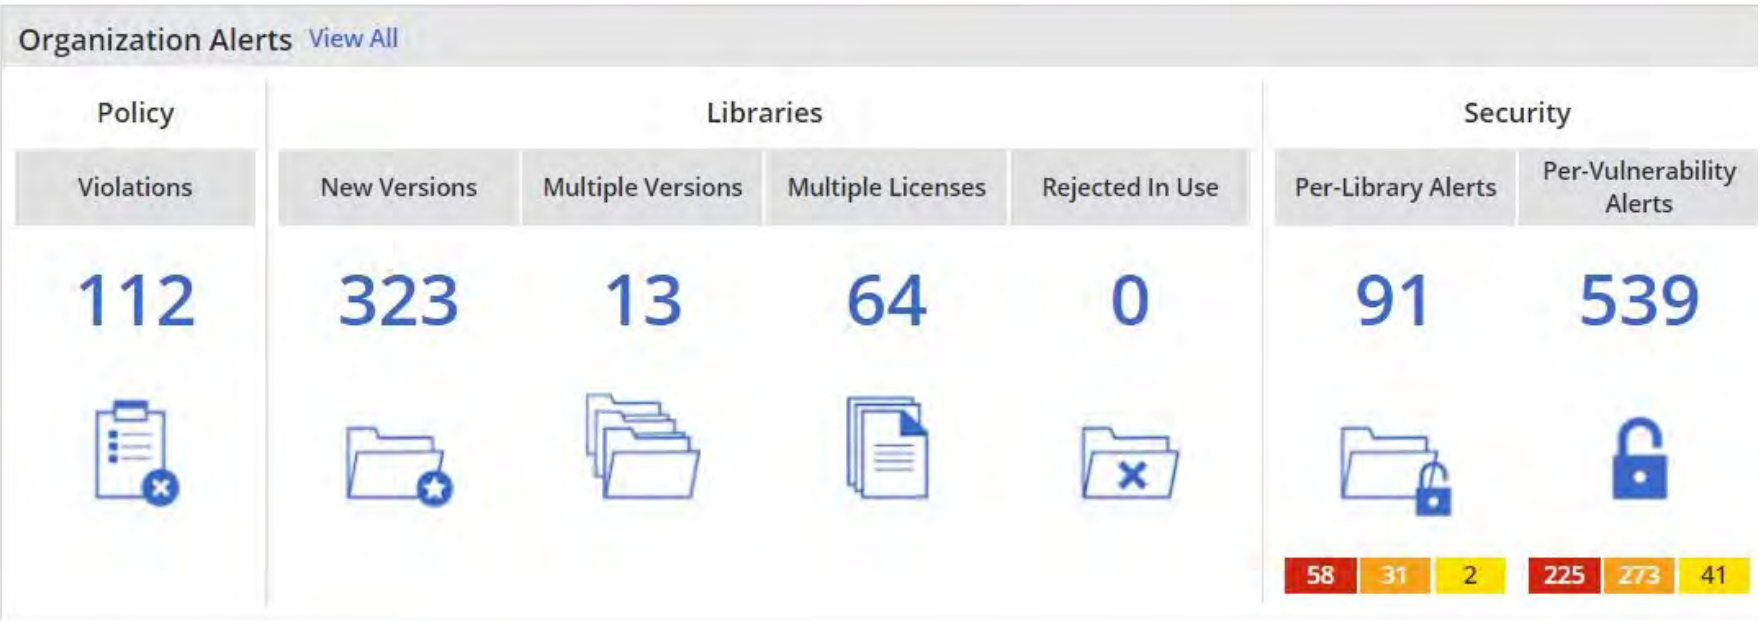 Organization Alerts View All
Policy Libraries Security
Violations New Versions Multiple Versions Multiple Licenses Rejected In Use Per-Library Alerts Per-Vulnerability
Alerts
112 323 13 64 0 91 539
58 31 2 225 273 41